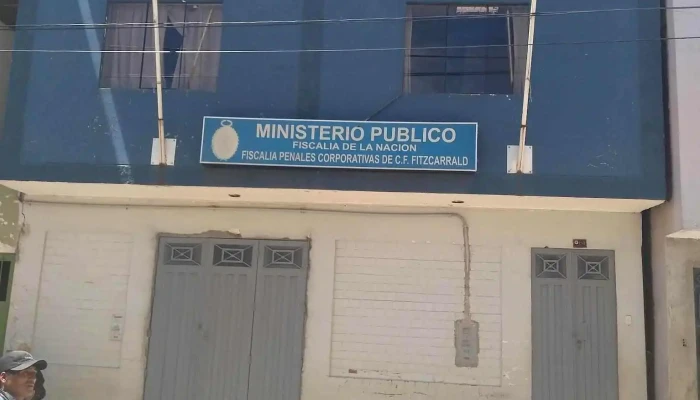 MINISTERIO PUBLICO
FISCALIA DE LA NACION
FISCALIA PENALES CORPORATIVAS DE C.F. FITZCARRALD